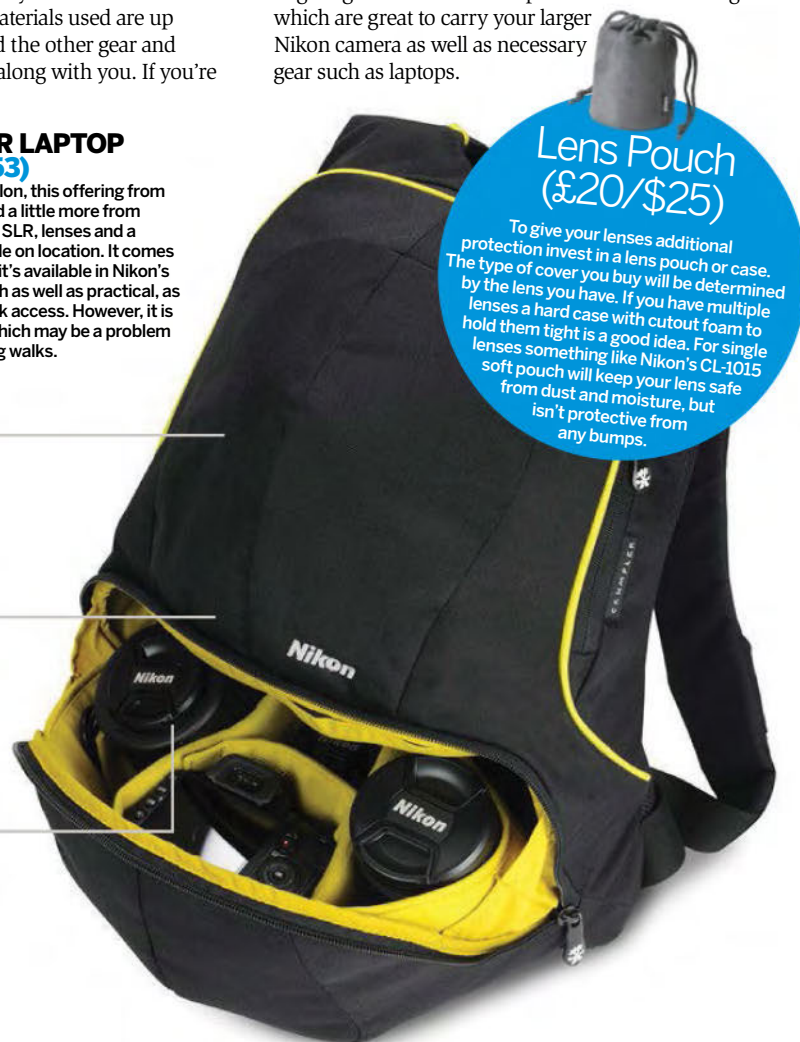 aterials used are up
d the other gear and
along with you. If you're
which are great to carry your larger
Nikon camera as well as necessary
gear such as laptops.
R LAPTOP
53)
lon, this offering from
d a little more from
SLR, lenses and a
le on location. It comes
it's available in Nikon's
h as well as practical, as
k access. However, it is
hich may be a problem
g walks.
Lens Pouch
(£20/$25)
To give your lenses additional
protection invest in a lens pouch or case.
The type of cover you buy will be determined
by the lens you have. If you have multiple
lenses a hard case with cutout foam to
hold them tight is a good idea. For single
lenses something like Nikon's CL-1015
soft pouch will keep your lens safe
from dust and moisture, but
isn't protective from
any bumps.
CRUMPLER
Nikon
Nikon
Nikon